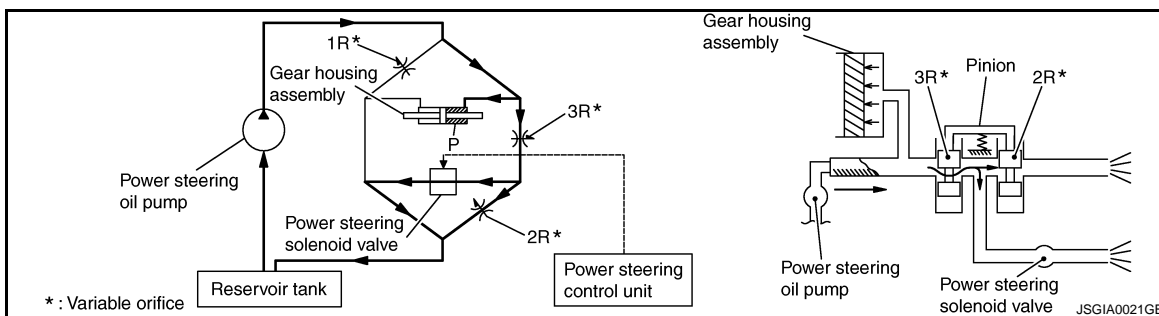 1R*
Gear housing
assembly
3R*
P
Power steering
oil pump
Power steering
solenoid valve
2R*
Reservoir tank
Power steering
control unit
* : Variable orifice
Gear housing
assembly
Pinion
3R*
2R*
Power steering
oil pump
Power steering
solenoid valve
JSGIA0021GB